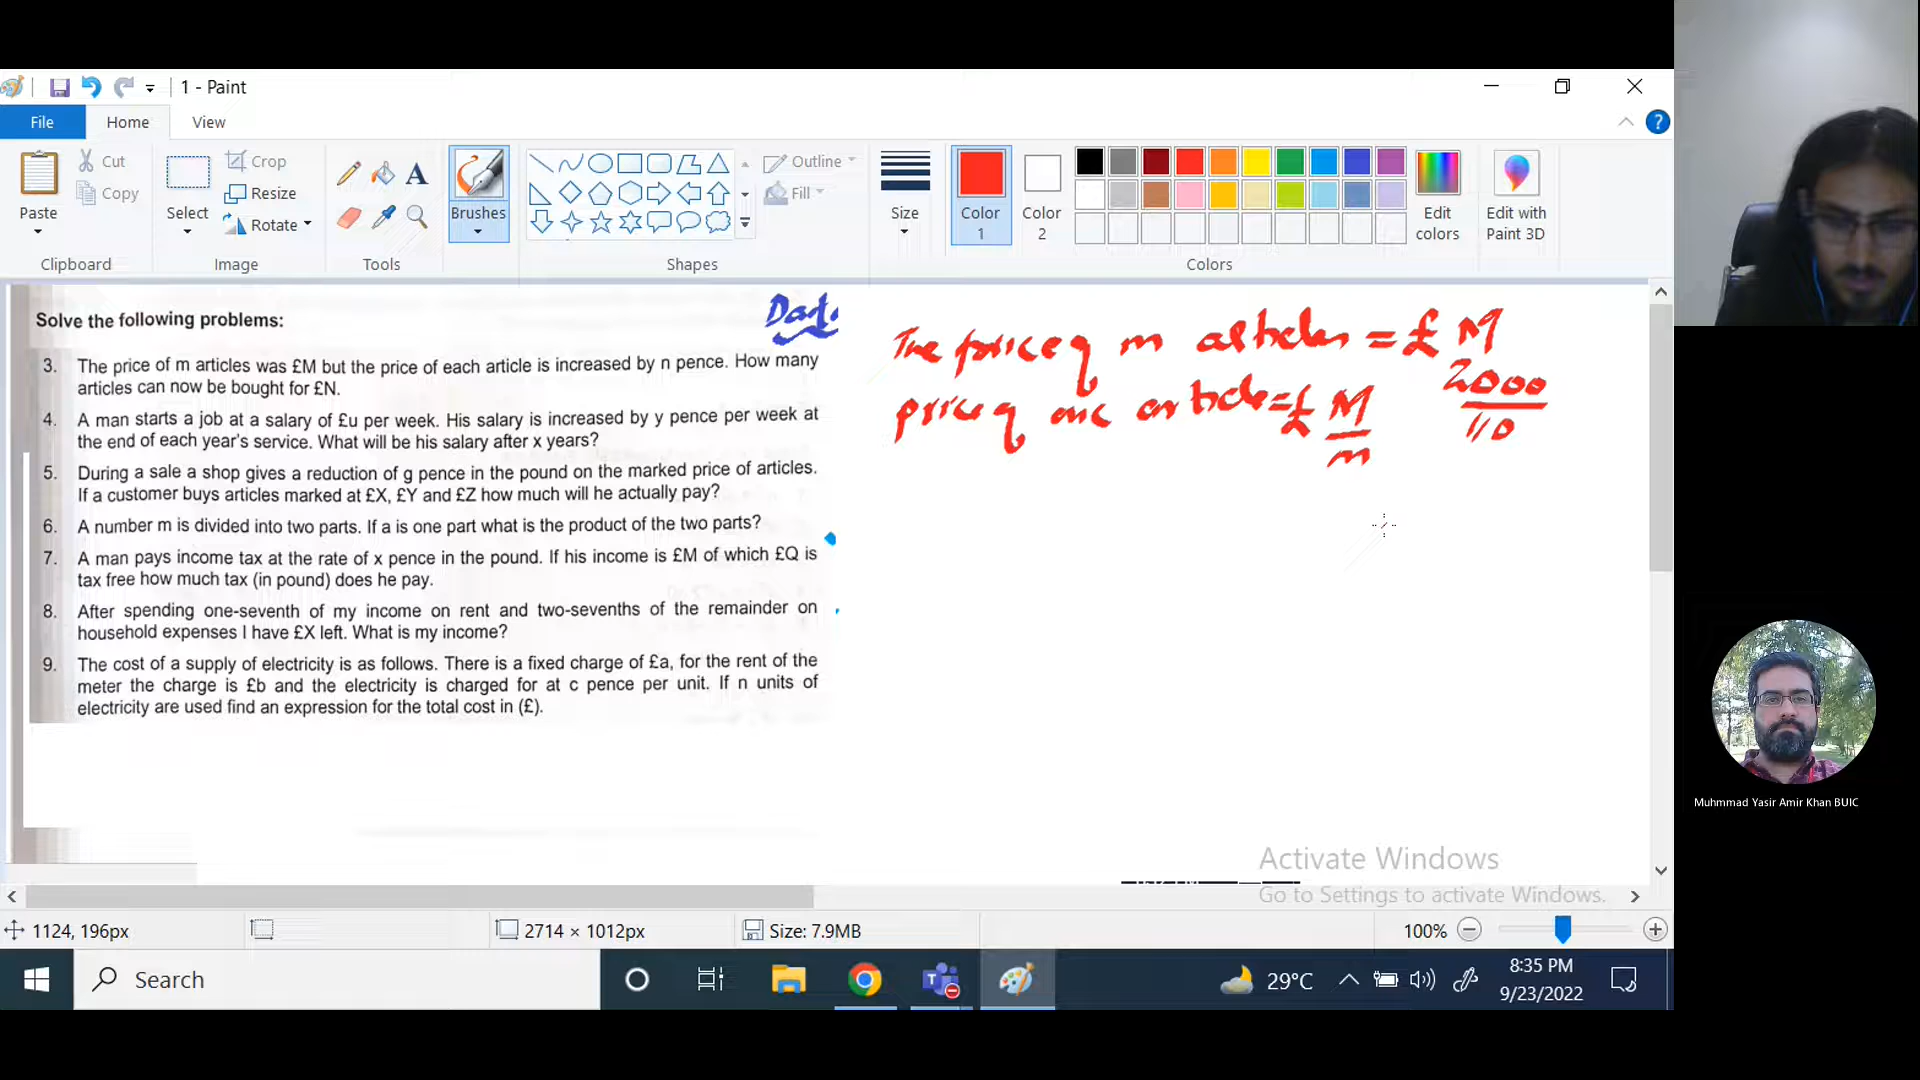 1 - Paint
File
Home
View
Paste
Cut
Copy
Clipboard
Select
Crop
Resize
Rotate
Image
A
Tools
Brushes
Shapes
Outline
Fill
Size
Color 1
Color 2
Edit colors
Edit with Paint 3D
Colors
?
Solve the following problems:
3. The price of m articles was £M but the price of each article is increased by n pence. How many
articles can now be bought for £N.
4. A man starts a job at a salary of £u per week. His salary is increased by y pence per week at
the end of each year's service. What will be his salary after x years?
5. During a sale a shop gives a reduction of g pence in the pound on the marked price of articles.
If a customer buys articles marked at £X, £Y and £Z how much will he actually pay?
6. A number m is divided into two parts. If a is one part what is the product of the two parts?
7. A man pays income tax at the rate of x pence in the pound. If his income is £M of which £Q is
tax free how much tax (in pound) does he pay.
8. After spending one-seventh of my income on rent and two-sevenths of the remainder on
household expenses I have £X left. What is my income?
9. The cost of a supply of electricity is as follows. There is a fixed charge of £a, for the rent of the
meter the charge is £b and the electricity is charged for at c pence per unit. If n units of
electricity are used find an expression for the total cost in (£).
The price of m articles = £ M
price of one article = £ M
m
2000
110
Activate Windows
Go to Settings to activate Windows.
1124, 196px
2714 × 1012px
Size: 7.9MB
100%
Search
29°C
8:35 PM
9/23/2022
Muhmmad Yasir Amir Khan BUIC